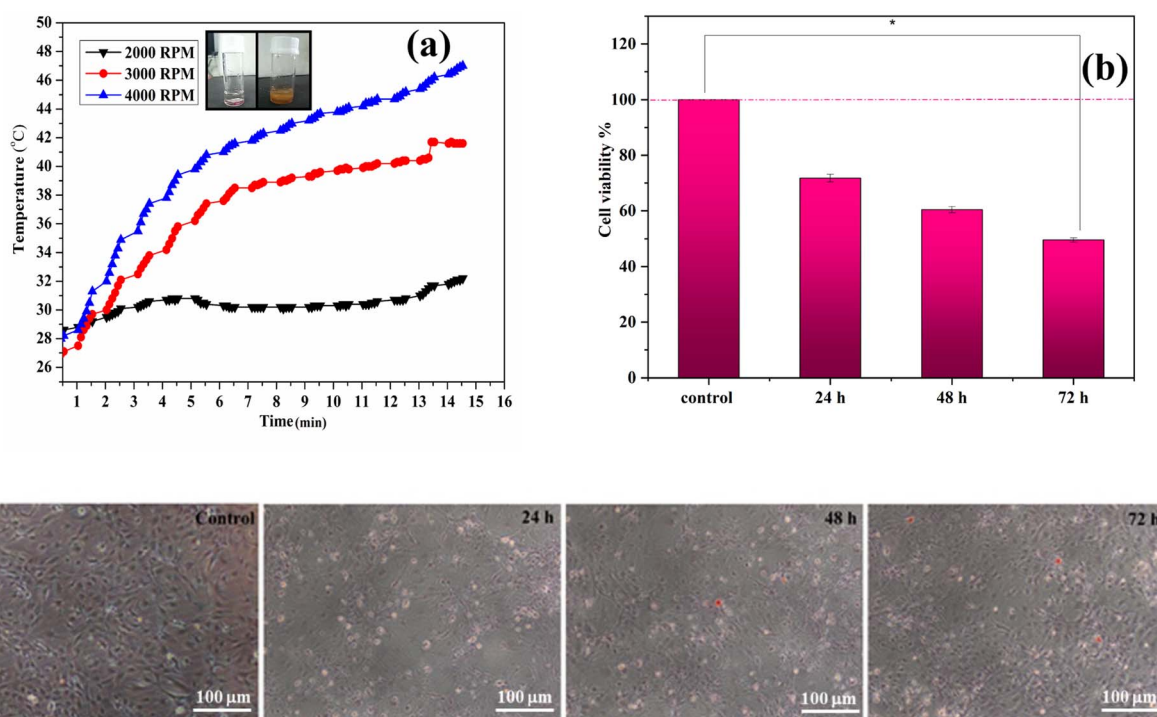 (a)
2000 RPM
3000 RPM
4000 RPM
50
48
46
44
42
40
38
36
34
32
30
28
26
Temperature (°C)
1 2 3 4 5 6 7 8 9 10 11 12 13 14 15 16
Time (min)
(b)
*
120
100
80
60
40
20
0
Cell viability %
control 24 h 48 h 72 h
Control
100 µm
24 h
100 µm
48 h
100 µm
72 h
100 µm